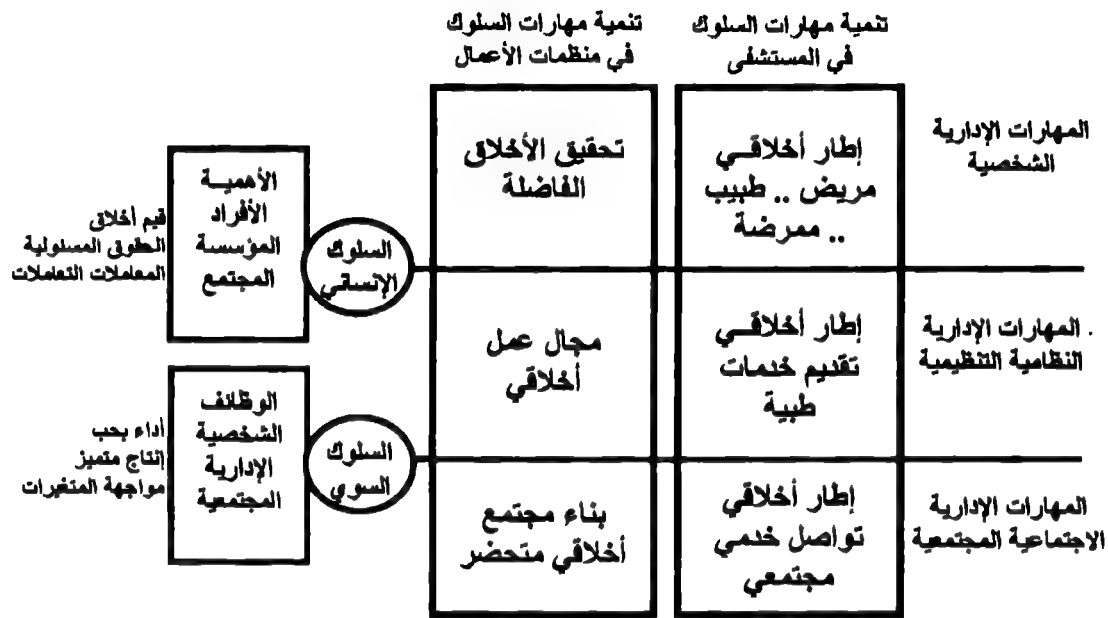 تنمية مهارات السلوك
في المستشفى
تنمية مهارات السلوك
في منظمات الأعمال
المهارات الإدارية
الشخصية
إطار أخلاقـي
مريض .. طبيب
.. ممرضة
تحقيق الأخلاق
الفاضلة
السلوك
الإنساني
الأهميـة
الأفراد
المؤسسة
المجتمع
قيم أخلاق
الحقوق المسئولية
المعاملات التعاملات
. المهارات الإدارية
النظامية التنظيمية
إطار أخلاقـي
تقديم خدمات
طبية
مجال عمل
أخلاقي
السلوك
السوي
الوظائف
الشخصية
الإدارية
المجتمعية
أداء بحب
إنتاج متميز
مواجهة المتغيرات
المهارات الإدارية
الاجتماعية المجتمعية
إطار أخلاقي
تواصل خدمي
مجتمعي
بناء مجتمع
أخلاقي متحضر